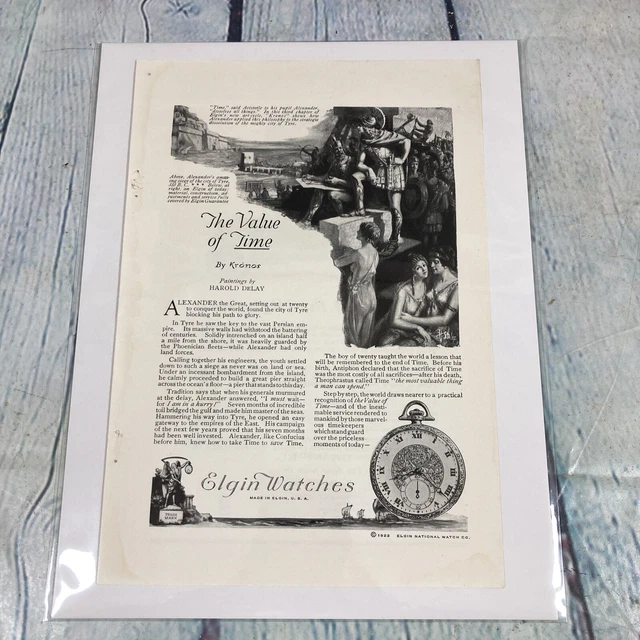 "Time," said Aristotle to his pupil Alexander,
all things." In this third chapter of
Elgin's new art-cycle, "Kronos" shows how
Alexander applied this philosophy to the strategic
of the mighty city of Tyre.
Above, Alexander's
siege of the city of Tyre,
332 B.C. * * * Below, at
right, an Elgin of today;
material, construction, ad-
justments and service fully
covered by Elgin Guarantee
The Value
of Time
By Kronos
Paintings by
HAROLD DELAY
ALEXANDER the Great, setting out at twenty
to conquer the world, found the city of Tyre
blocking his path to glory.
In Tyre he saw the key to the vast Persian em-
pire. Its massive walls had withstood the battering
of centuries. Solidly intrenched on an island half
a mile from the shore, it was heavily guarded by
the Phoenician fleets—while Alexander had only
land forces.
Calling together his engineers, the youth settled
down to such a siege as never was on land or sea.
Under an incessant bombardment from the island,
he calmly proceeded to build a great pier straight
across the ocean's floor—a pier that stands today.
Tradition says that when his generals murmured
at the delay, Alexander answered, "I must wait—
for I am in a hurry!" Seven months of incredible
toil bridged the gulf and made him master of the seas.
Hammering his way into Tyre, he opened an easy
gateway to the empires of the East. His campaign
of the next few years proved that his seven months
had been well invested. Alexander, like Confucius
before him, knew how to take Time to save Time.
The boy of twenty taught the world a lesson that
will be remembered to the end of Time. Before his
birth, Antiphon declared that the sacrifice of Time
was the most costly of all sacrifices—after his death,
Theophrastus called Time "the most valuable thing
a man can spend."
Step by step, the world draws nearer to a practical
recognition of the Value of
Time—and of the inesti-
mable service rendered to
mankind by those marvel-
ous timekeepers
which stand guard
over the priceless
moments of today—
Elgin Watches
MADE IN ELGIN, U. S. A.
TRADE
MARK
© 1922 ELGIN NATIONAL WATCH CO.